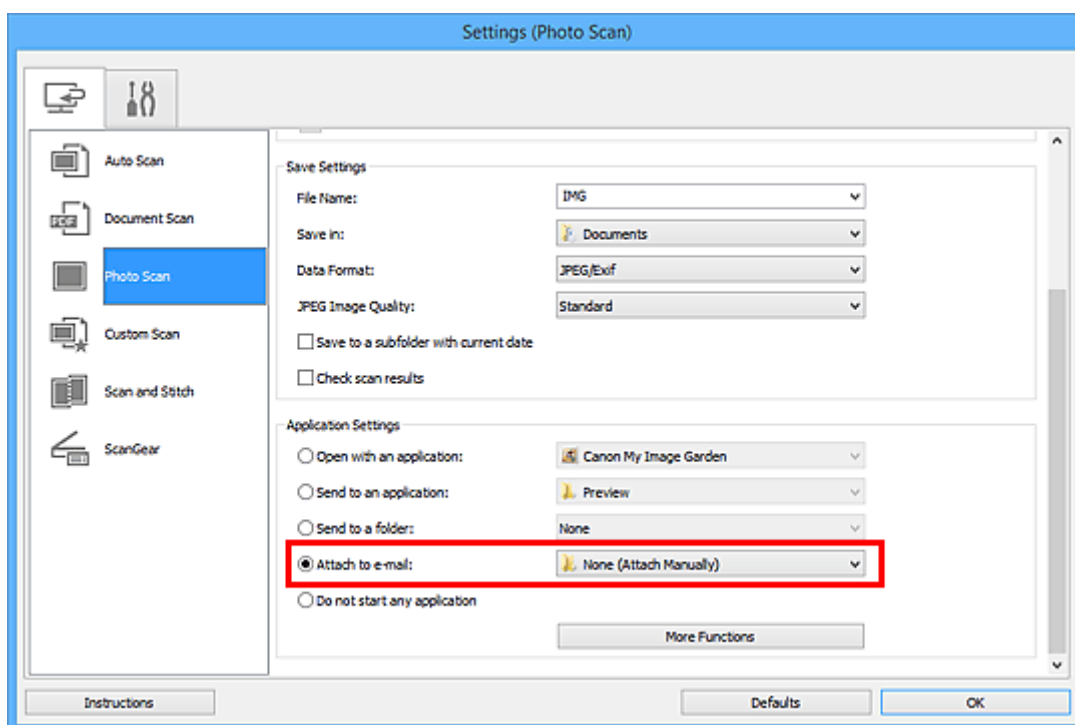 Settings (Photo Scan)
Auto Scan
PDF
Document Scan
Photo Scan
Custom Scan
Scan and Stitch
ScanGear
Save Settings
File Name: IMG
Save in: Documents
Data Format: JPEG/Exif
JPEG Image Quality: Standard
Save to a subfolder with current date
Check scan results
Application Settings
Open with an application: Canon My Image Garden
Send to an application: Preview
Send to a folder: None
Attach to e-mail: None (Attach Manually)
Do not start any application
More Functions
Instructions Defaults OK